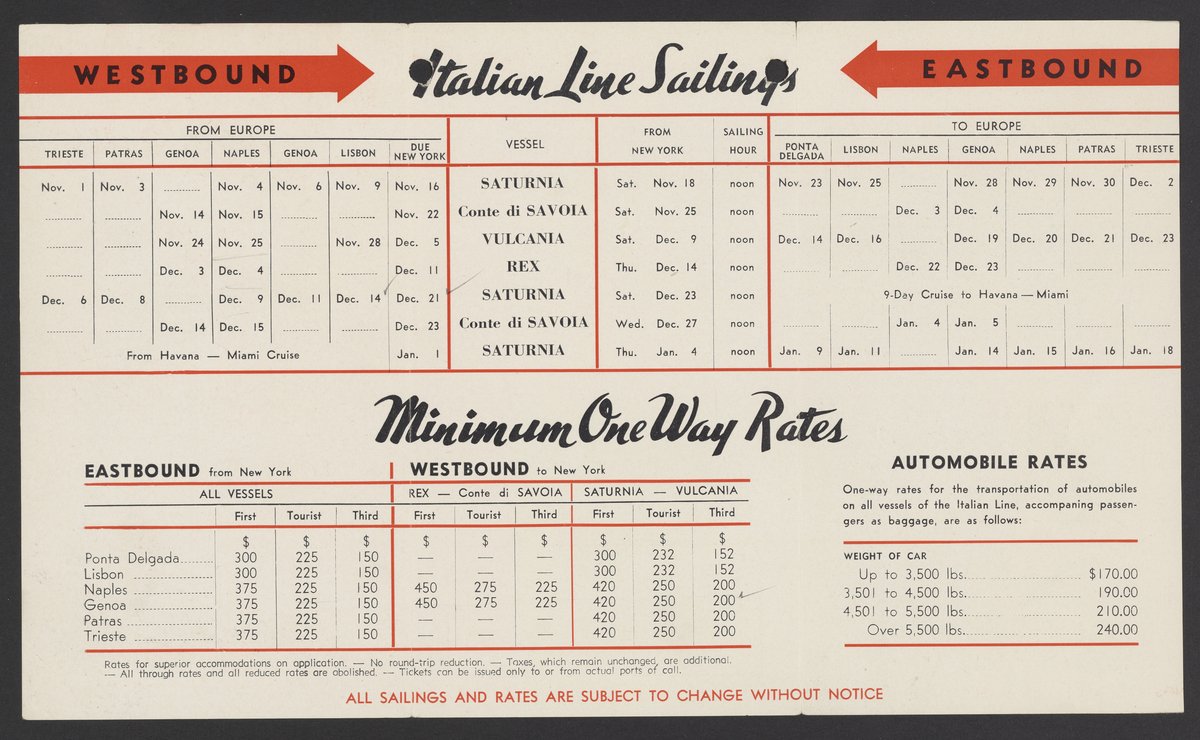 WESTBOUND
Italian Line Sailings
EASTBOUND
FROM EUROPE
VESSEL
FROM NEW YORK
SAILING HOUR
TO EUROPE
TRIESTE PATRAS GENOA NAPLES GENOA LISBON DUE NEW YORK PONTA DELGADA LISBON NAPLES GENOA NAPLES PATRAS TRIESTE
Nov. 1 Nov. 3 .......... Nov. 4 Nov. 6 Nov. 9 Nov. 16 SATURNIA Sat. Nov. 18 noon Nov. 23 Nov. 25 .......... Nov. 28 Nov. 29 Nov. 30 Dec. 2
.......... .......... Nov. 14 Nov. 15 .......... .......... Nov. 22 Conte di SAVOIA Sat. Nov. 25 noon .......... .......... Dec. 3 Dec. 4 .......... .......... ..........
.......... .......... Nov. 24 Nov. 25 .......... Nov. 28 Dec. 5 VULCANIA Sat. Dec. 9 noon Dec. 14 Dec. 16 .......... Dec. 19 Dec. 20 Dec. 21 Dec. 23
.......... .......... Dec. 3 Dec. 4 .......... .......... Dec. 11 REX Thu. Dec. 14 noon .......... .......... Dec. 22 Dec. 23 .......... .......... ..........
Dec. 6 Dec. 8 .......... Dec. 9 Dec. 11 Dec. 14 Dec. 21 SATURNIA Sat. Dec. 23 noon 9-Day Cruise to Havana — Miami
.......... .......... Dec. 14 Dec. 15 .......... .......... Dec. 23 Conte di SAVOIA Wed. Dec. 27 noon .......... .......... Jan. 4 Jan. 5 .......... .......... ..........
From Havana — Miami Cruise Jan. 1 SATURNIA Thu. Jan. 4 noon Jan. 9 Jan. 11 .......... Jan. 14 Jan. 15 Jan. 16 Jan. 18
Minimum One Way Rates
EASTBOUND from New York
WESTBOUND to New York
ALL VESSELS REX — Conte di SAVOIA SATURNIA — VULCANIA
First Tourist Third First Tourist Third First Tourist Third
$ $ $ $ $ $ $ $ $
Ponta Delgada........ 300 225 150 — — — 300 232 152
Lisbon .................... 300 225 150 — — — 300 232 152
Naples .................... 375 225 150 450 275 225 420 250 200
Genoa .................... 375 225 150 450 275 225 420 250 200
Patras .................... 375 225 150 — — — 420 250 200
Trieste .................... 375 225 150 — — — 420 250 200
Rates for superior accommodations on application. — No round-trip reduction. — Taxes, which remain unchanged, are additional.
— All through rates and all reduced rates are abolished. — Tickets can be issued only to or from actual ports of call.
AUTOMOBILE RATES
One-way rates for the transportation of automobiles
on all vessels of the Italian Line, accompaning passen-
gers as baggage, are as follows:
WEIGHT OF CAR
Up to 3,500 lbs.............................. $170.00
3,501 to 4,500 lbs.............................. 190.00
4,501 to 5,500 lbs.............................. 210.00
Over 5,500 lbs.............................. 240.00
ALL SAILINGS AND RATES ARE SUBJECT TO CHANGE WITHOUT NOTICE